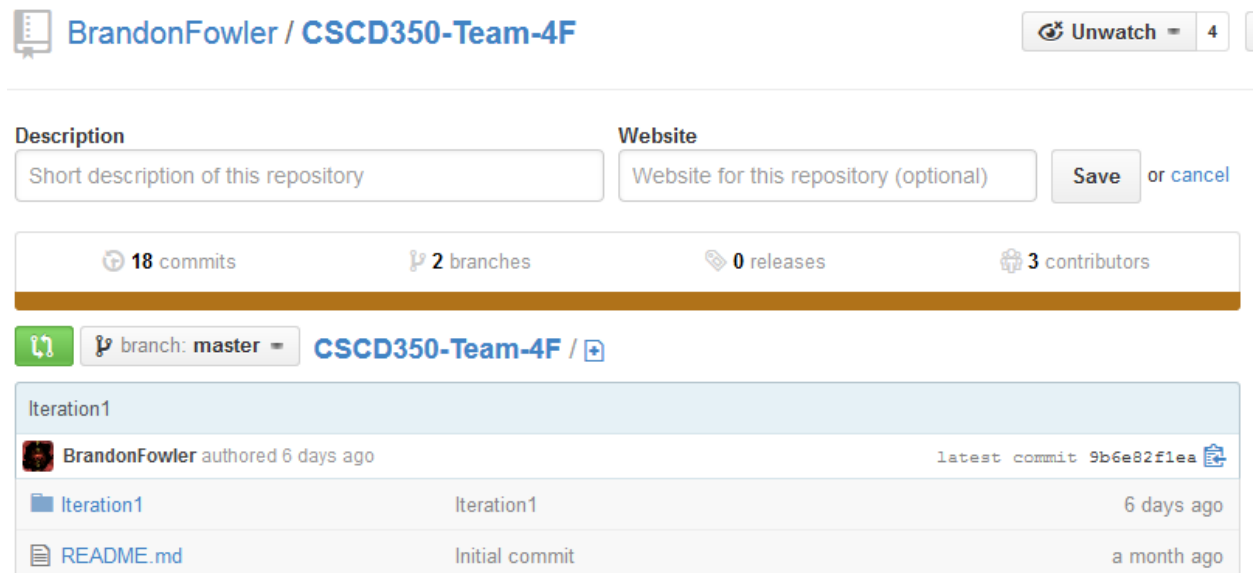 BrandonFowler / CSCD350-Team-4F
Unwatch 4
Description
Website
Short description of this repository
Website for this repository (optional)
Save or cancel
18 commits
2 branches
0 releases
3 contributors
branch: master
CSCD350-Team-4F /
Iteration1
BrandonFowler authored 6 days ago
latest commit 9b6e82f1ea
Iteration1 Iteration1 6 days ago
README.md Initial commit a month ago